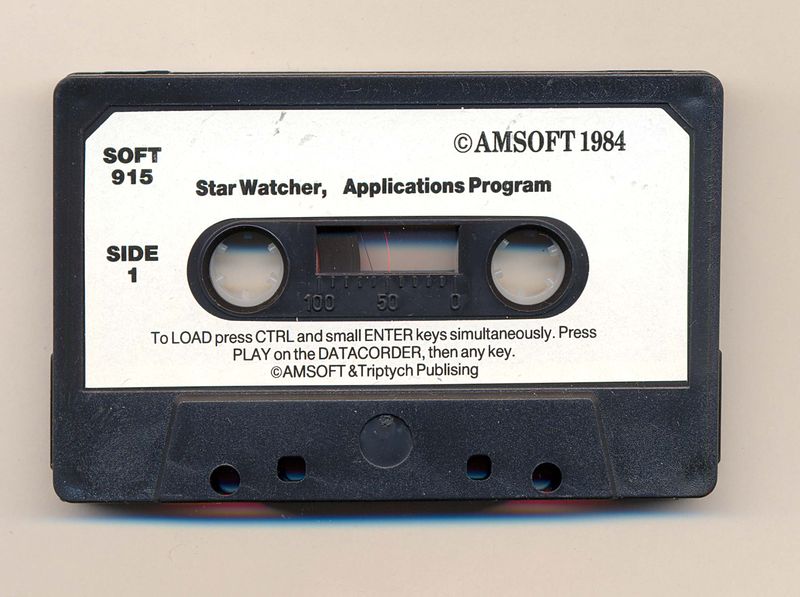 ©AMSOFT 1984
SOFT
915
Star Watcher, Applications Program
SIDE
1
100 50 0
To LOAD press CTRL and small ENTER keys simultaneously. Press
PLAY on the DATACORDER, then any key.
©AMSOFT & Triptych Publising